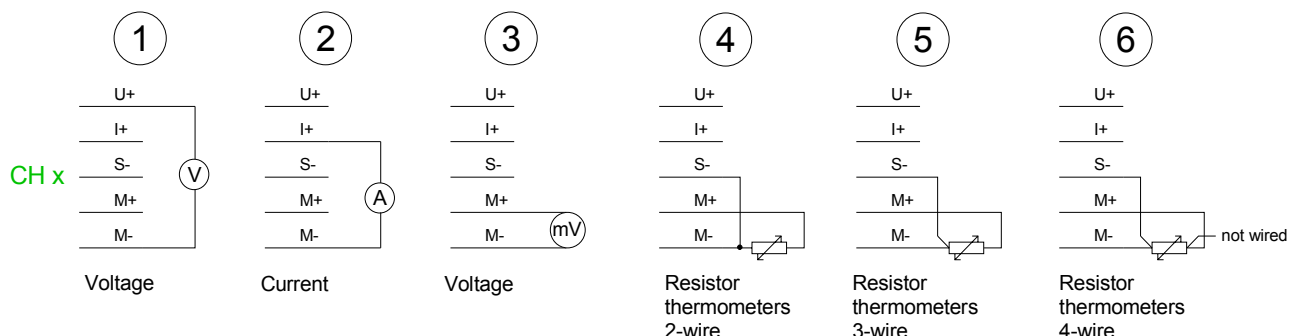 1 2 3 4 5 6
U+ U+ U+ U+ U+ U+
I+ I+ I+ I+ I+ I+
CH x S- V S- S- S- S- S-
M+ M+ A M+ M+ M+ M+
M- M- M- mV M- M- M- not wired
Voltage Current Voltage Resistor Resistor Resistor
thermometers thermometers thermometers
2-wire 3-wire 4-wire